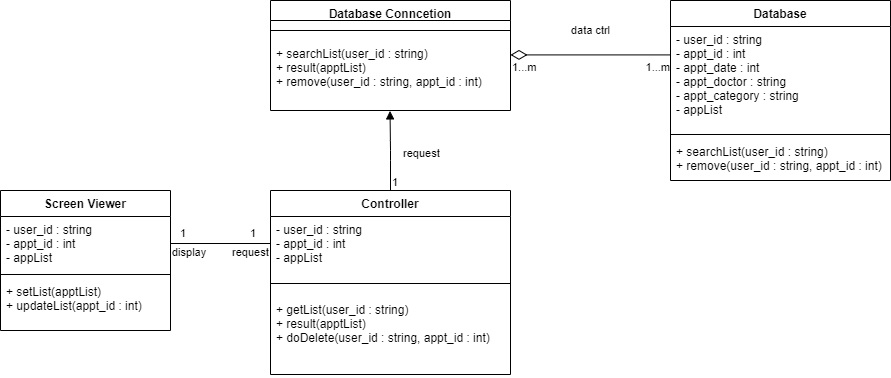 Database Conncetion
+ searchList(user_id : string)
+ result(apptList)
+ remove(user_id : string, appt_id : int)
data ctrl
1...m
1...m
Database
- user_id : string
- appt_id : int
- appt_date : int
- appt_doctor : string
- appt_category : string
- appList
+ searchList(user_id : string)
+ remove(user_id : string, appt_id : int)
request
1
Screen Viewer
- user_id : string
- appt_id : int
- appList
+ setList(apptList)
+ updateList(appt_id : int)
1
1
display
request
Controller
- user_id : string
- appt_id : int
- appList
+ getList(user_id : string)
+ result(apptList)
+ doDelete(user_id : string, appt_id : int)